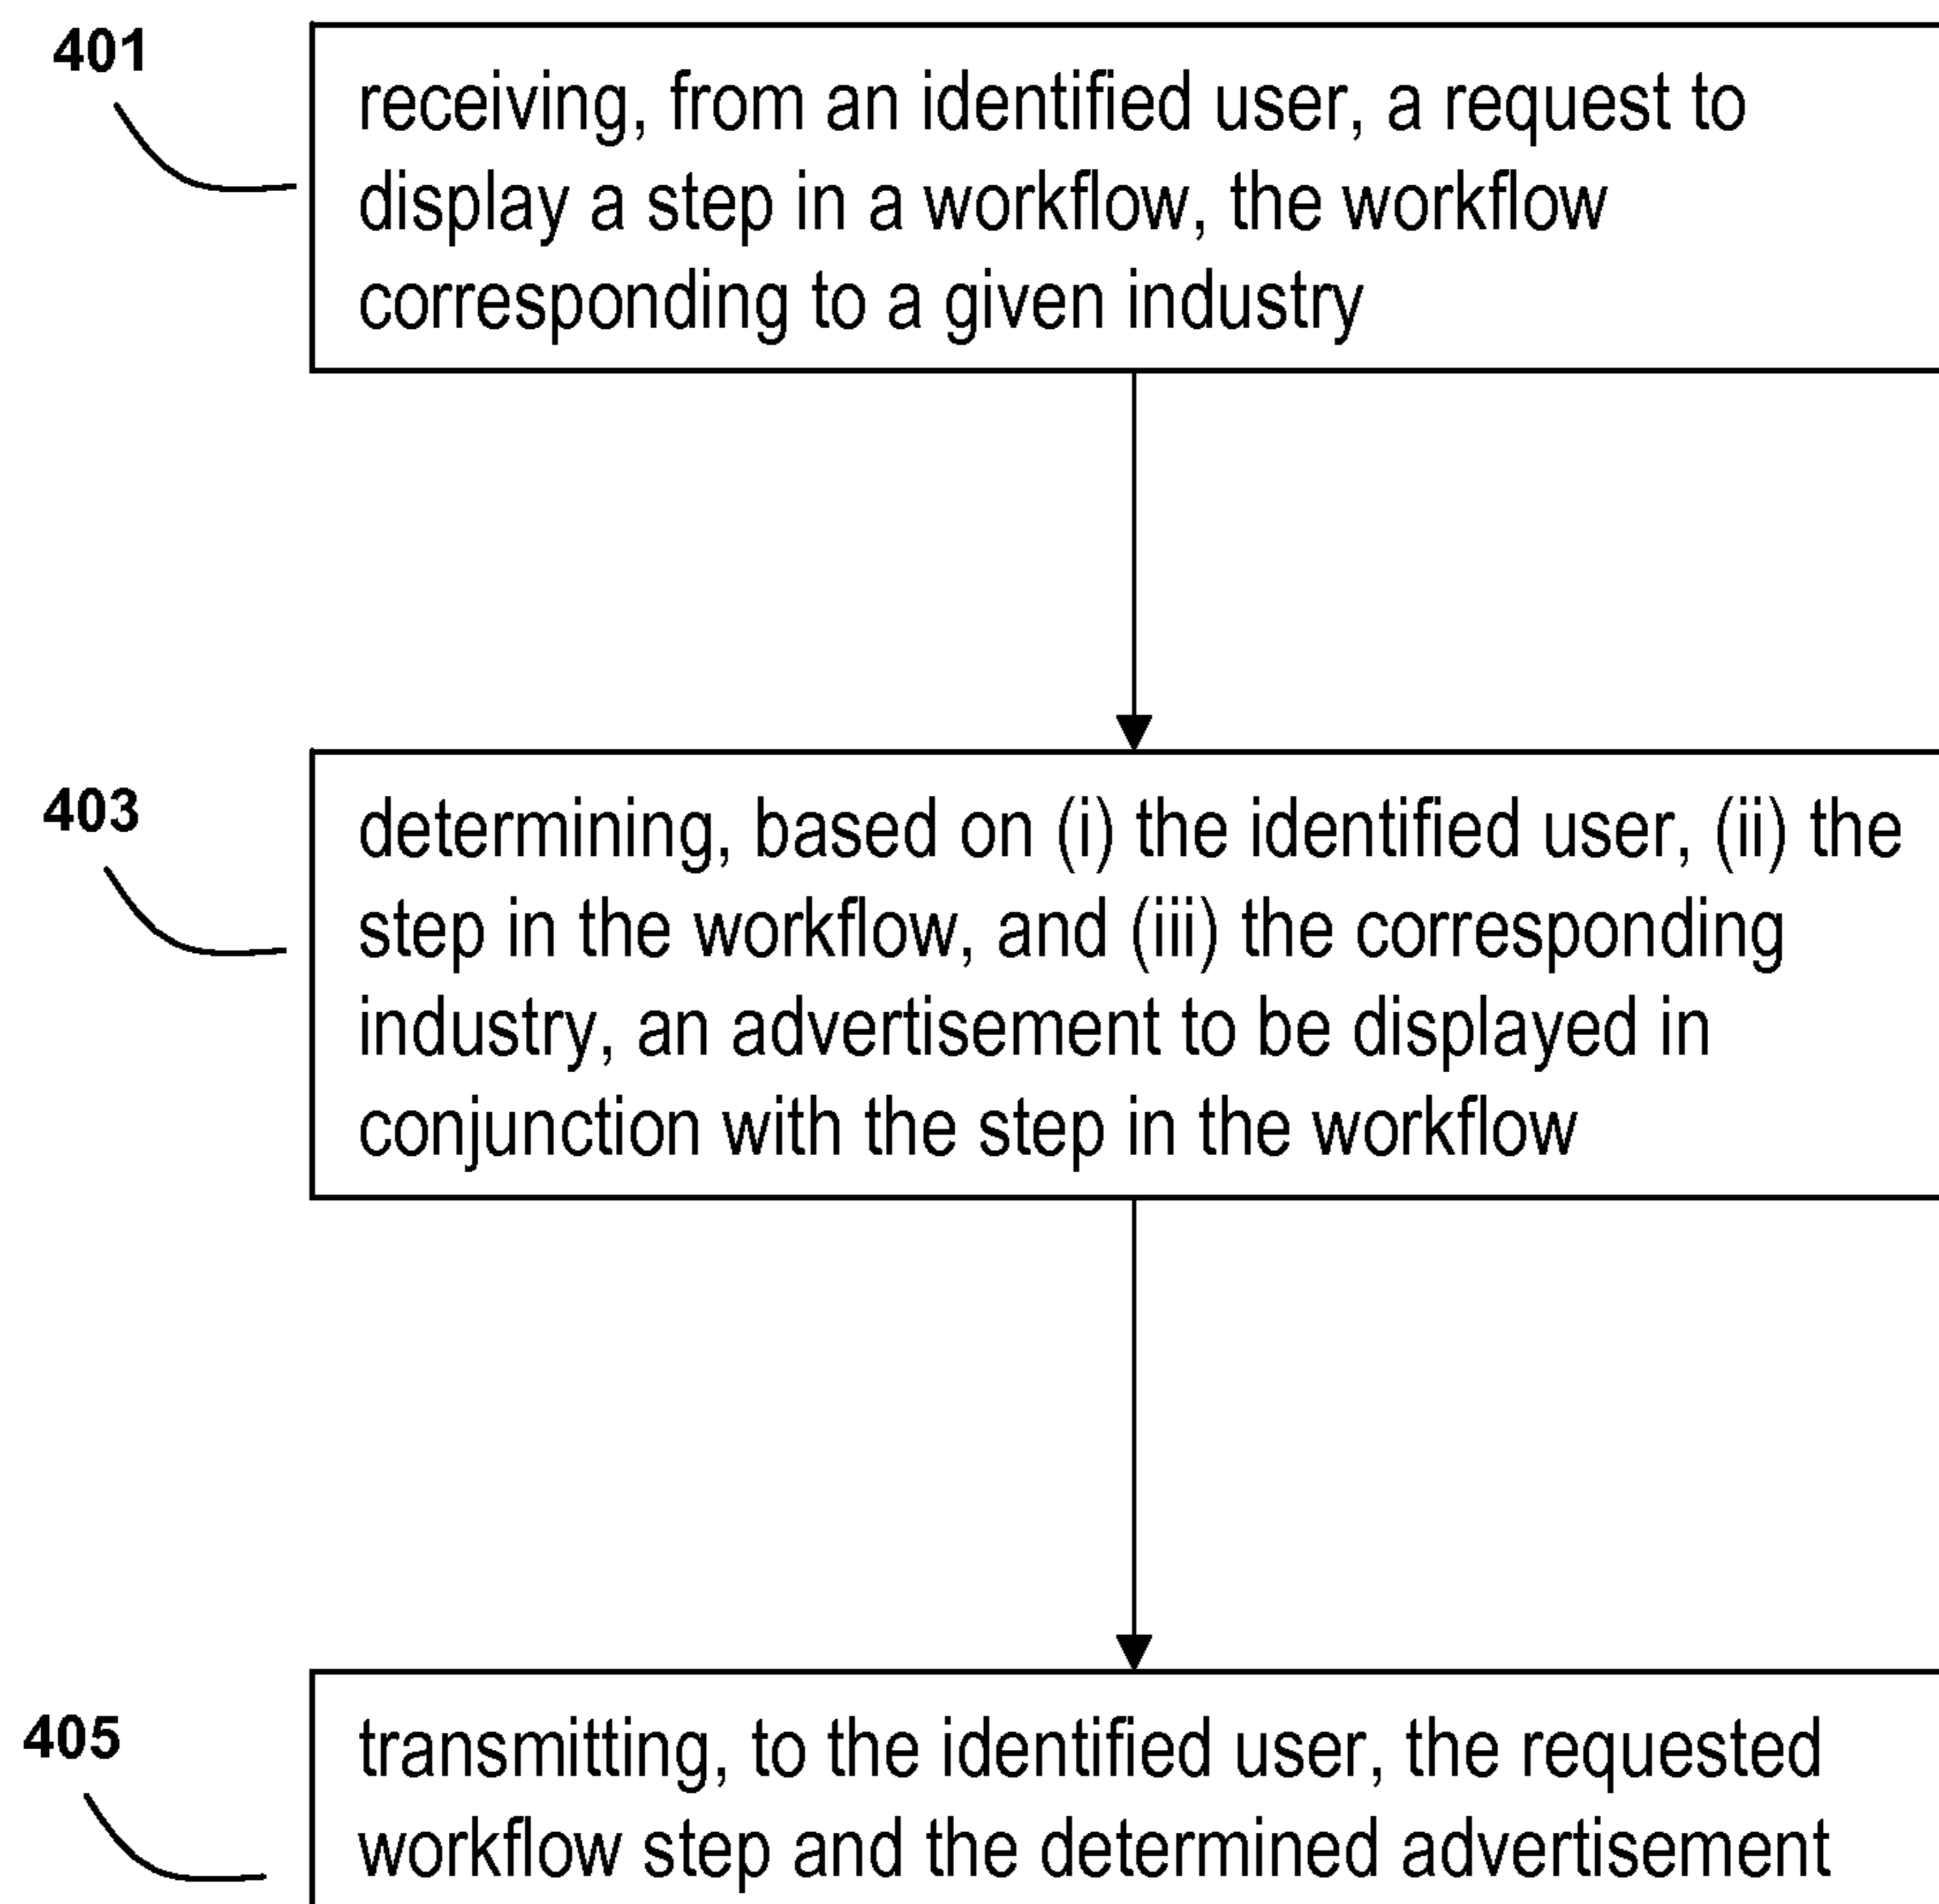 401
receiving, from an identified user, a request to
display a step in a workflow, the workflow
corresponding to a given industry
403
determining, based on (i) the identified user, (ii) the
step in the workflow, and (iii) the corresponding
industry, an advertisement to be displayed in
conjunction with the step in the workflow
405
transmitting, to the identified user, the requested
workflow step and the determined advertisement